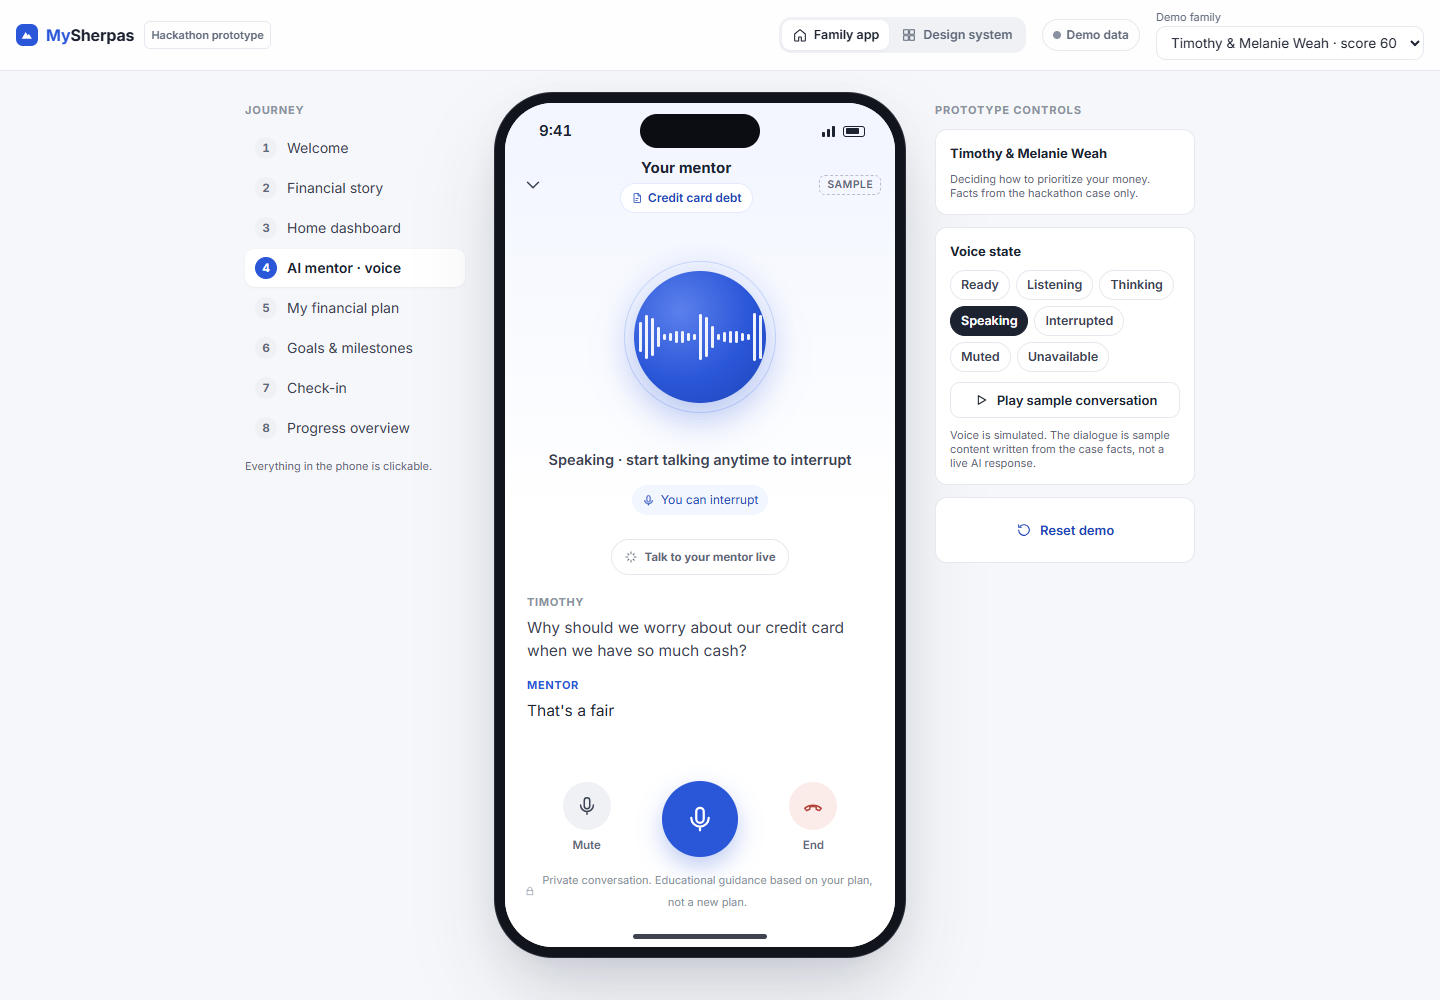 MySherpas
Hackathon prototype
Family app
Design system
Demo data
Demo family
Timothy & Melanie Weah · score 60
JOURNEY
1 Welcome
2 Financial story
3 Home dashboard
4 AI mentor · voice
5 My financial plan
6 Goals & milestones
7 Check-in
8 Progress overview
Everything in the phone is clickable.
9:41
Your mentor
Credit card debt
SAMPLE
Speaking · start talking anytime to interrupt
You can interrupt
Talk to your mentor live
TIMOTHY
Why should we worry about our credit card
when we have so much cash?
MENTOR
That's a fair
Mute
End
Private conversation. Educational guidance based on your plan,
not a new plan.
PROTOTYPE CONTROLS
Timothy & Melanie Weah
Deciding how to prioritize your money.
Facts from the hackathon case only.
Voice state
Ready
Listening
Thinking
Speaking
Interrupted
Muted
Unavailable
Play sample conversation
Voice is simulated. The dialogue is sample
content written from the case facts, not a
live AI response.
Reset demo